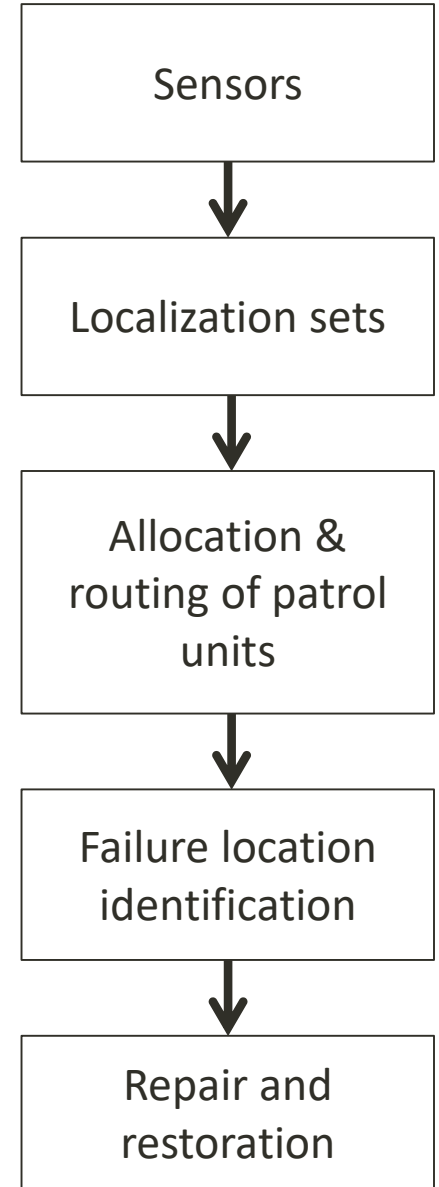 Sensors
Localization sets
Allocation &
routing of patrol
units
Failure location
identification
Repair and
restoration